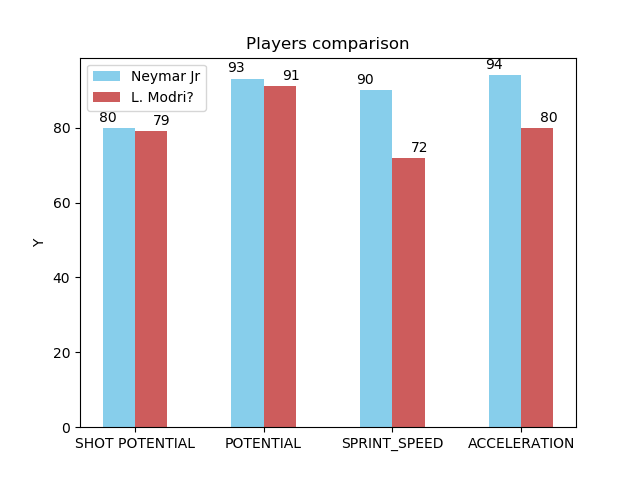 Players comparison
Neymar Jr
L. Modri?
80 79 93 91 90 72 94 80
Y
80
60
40
20
0
SHOT POTENTIAL POTENTIAL SPRINT_SPEED ACCELERATION